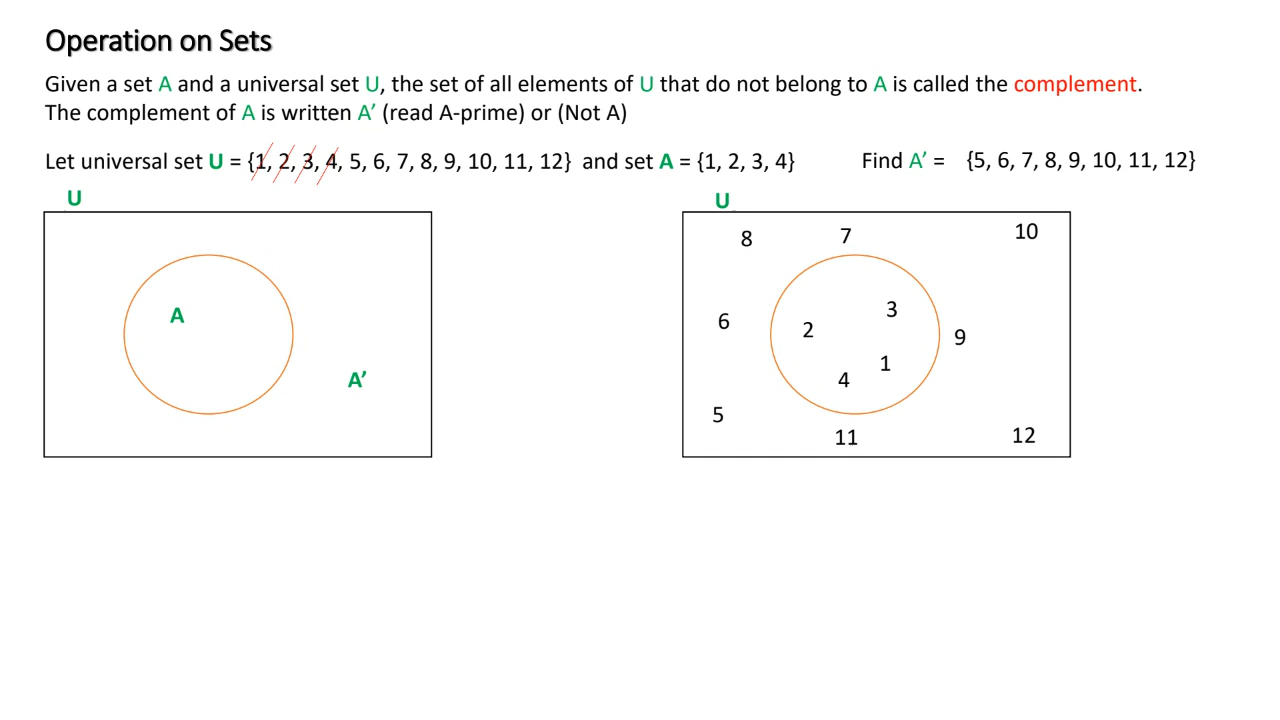 Operation on Sets
Given a set A and a universal set U, the set of all elements of U that do not belong to A is called the complement.
The complement of A is written A’ (read A-prime) or (Not A)
Let universal set U = {1, 2, 3, 4, 5, 6, 7, 8, 9, 10, 11, 12} and set A = {1, 2, 3, 4} Find A’ = {5, 6, 7, 8, 9, 10, 11, 12}
U
A
A’
U
8 7 10
6 2 3 9
4 1
5 11 12